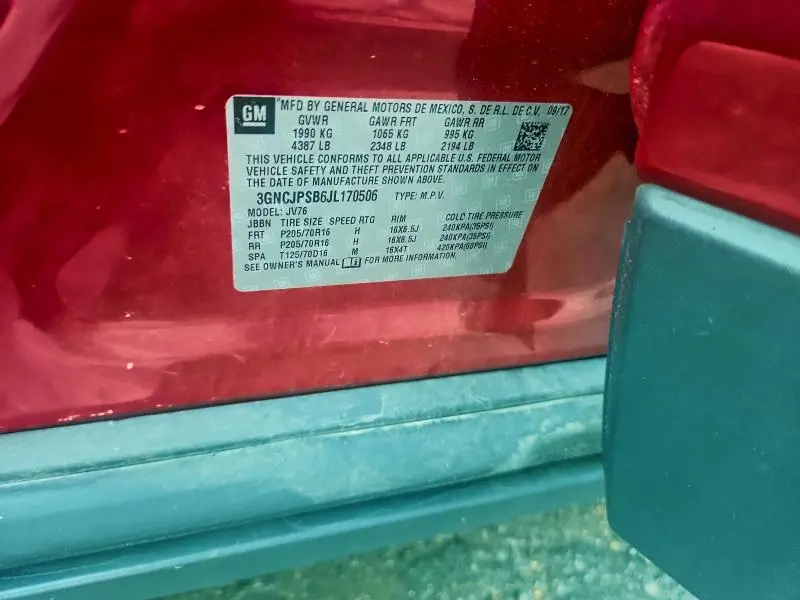 GM MFD BY GENERAL MOTORS DE MEXICO, S. DE R.L. DE C.V. 09/17
GVWR GAWR FRT GAWR RR
1990 KG 1065 KG 995 KG
4387 LB 2348 LB 2194 LB
THIS VEHICLE CONFORMS TO ALL APPLICABLE U.S. FEDERAL MOTOR
VEHICLE SAFETY AND THEFT PREVENTION STANDARDS IN EFFECT ON
THE DATE OF MANUFACTURE SHOWN ABOVE.
3GNCJPSB6JL170506 TYPE: M.P.V.
MODEL: JV76
JBBN TIRE SIZE SPEED RTG RIM COLD TIRE PRESSURE
FRT P205/70R16 H 16X6.5J 240KPA(35PSI)
RR P205/70R16 H 16X6.5J 240KPA(35PSI)
SPA T125/70D16 M 16X4T 420KPA(60PSI)
SEE OWNER'S MANUAL FOR MORE INFORMATION.